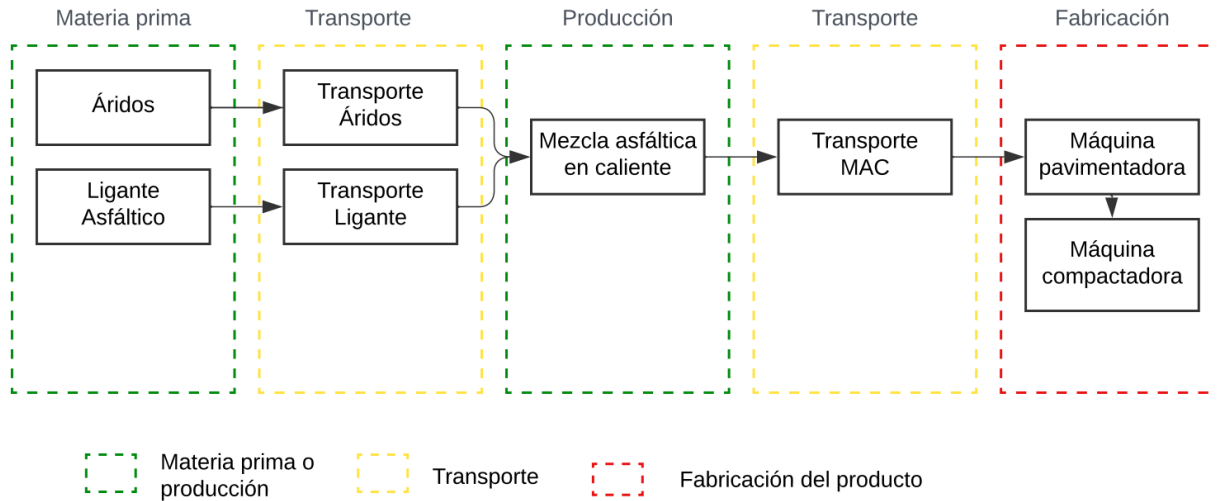 Materia prima
Transporte
Producción
Transporte
Fabricación
Áridos
Transporte
Áridos
Ligante
Asfáltico
Transporte
Ligante
Mezcla asfáltica
en caliente
Transporte
MAC
Máquina
pavimentadora
Máquina
compactadora
Materia prima o
producción
Transporte
Fabricación del producto